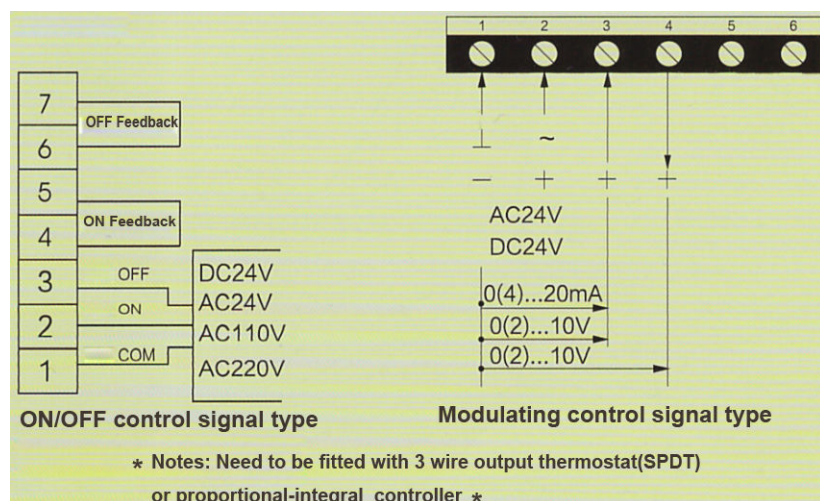 7
OFF Feedback
6
5
ON Feedback
4
3
OFF
DC24V
AC24V
2
ON
AC110V
1
COM
AC220V
ON/OFF control signal type
1 2 3 4 5 6
⊥ ~
− + + +
AC24V
DC24V
0(4)...20mA
0(2)...10V
0(2)...10V
Modulating control signal type
* Notes: Need to be fitted with 3 wire output thermostat(SPDT)
or proportional-integral controller *